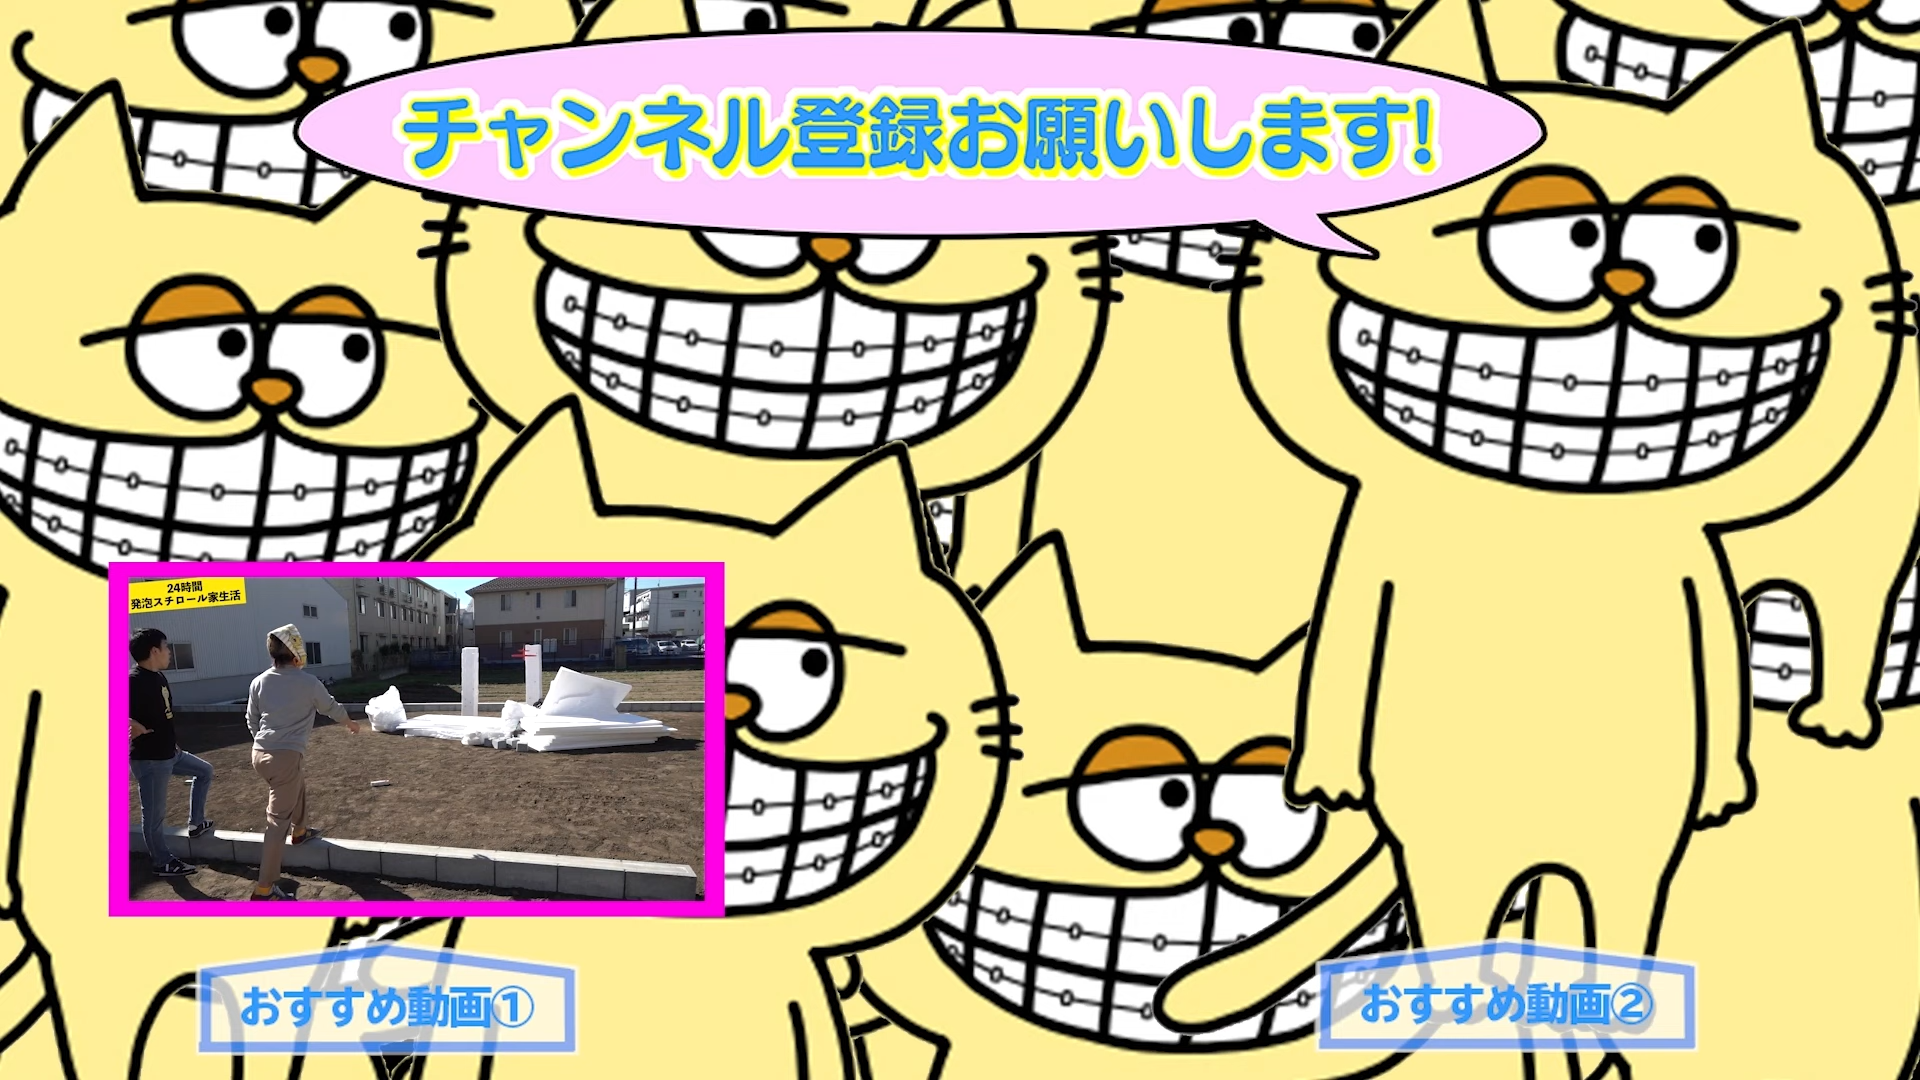 チャンネル登録お願いします!
24時間
発泡スチロール家生活
おすすめ動画①
おすすめ動画②